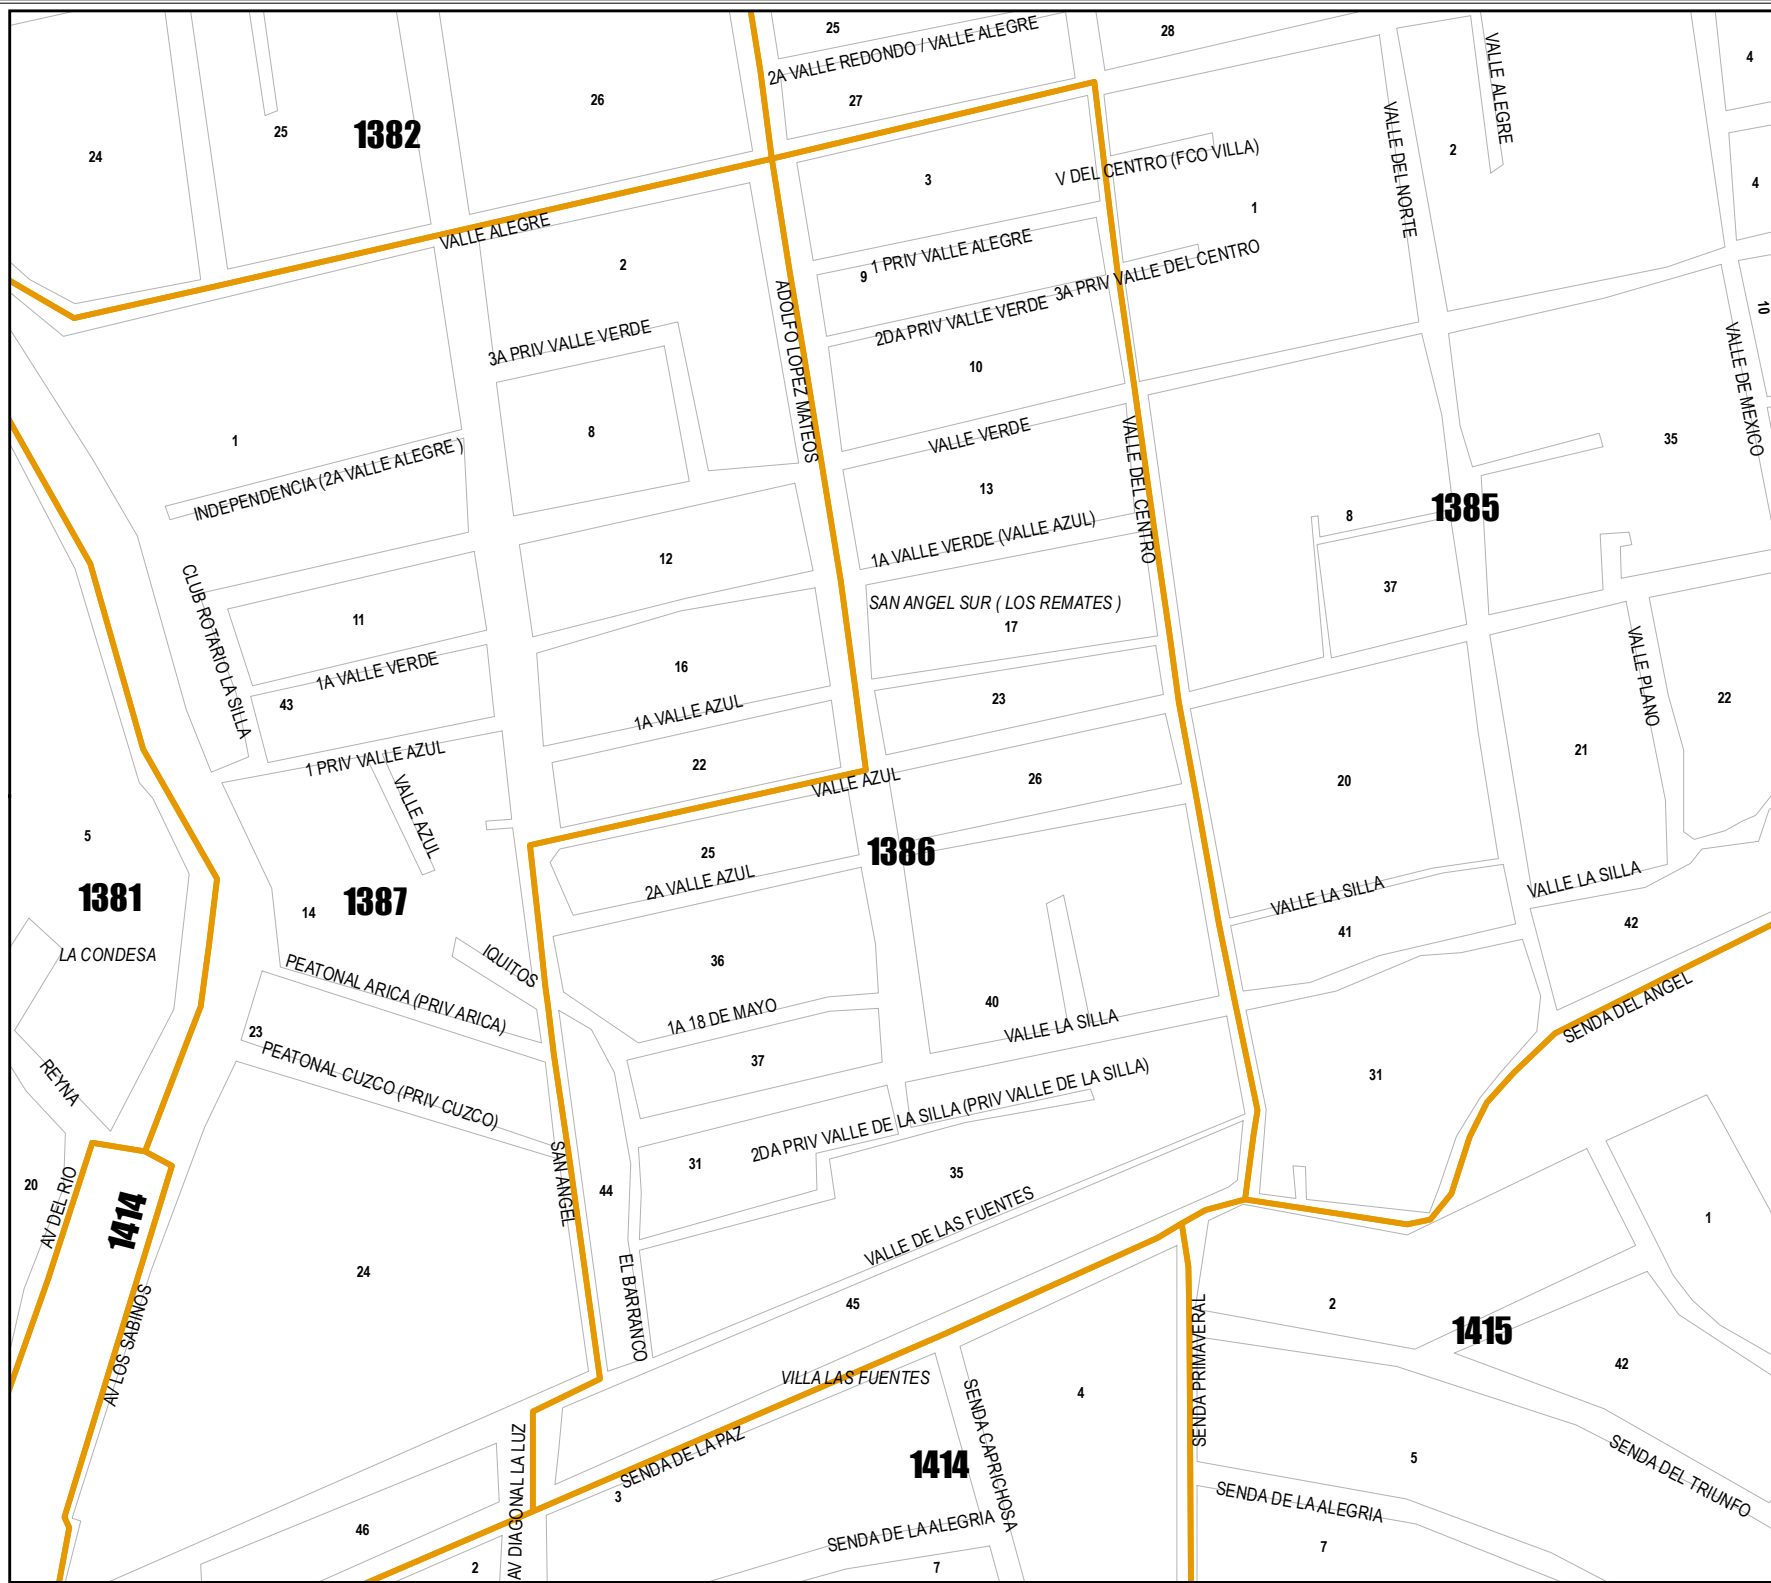 25
2A VALLE REDONDO / VALLE ALEGRE
28
VALLE ALEGRE
4
26
27
25
1382
24
VALLE DEL NORTE
2
3
V DEL CENTRO (FCO VILLA)
4
1
VALLE ALEGRE
2
1 PRIV VALLE ALEGRE
9
3A PRIV VALLE DEL CENTRO
2DA PRIV VALLE VERDE
10
ADOLFO LOPEZ MATEOS
3A PRIV VALLE VERDE
10
VALLE DE MEXICO
8
1
VALLE VERDE
35
INDEPENDENCIA (2A VALLE ALEGRE )
VALLE DEL CENTRO
13
8
1385
1A VALLE VERDE (VALLE AZUL)
12
37
CLUB ROTARIO LA SILLA
SAN ANGEL SUR ( LOS REMATES )
17
11
1A VALLE VERDE
16
VALLE PLANO
43
23
22
1A VALLE AZUL
1 PRIV VALLE AZUL
22
VALLE AZUL
26
20
21
VALLE AZUL
5
1386
25
2A VALLE AZUL
1381
1387
14
VALLE LA SILLA
VALLE LA SILLA
41
42
LA CONDESA
IQUITOS
36
PEATONAL ARICA (PRIV ARICA)
40
1A 18 DE MAYO
VALLE LA SILLA
SENDA DEL ANGEL
23
PEATONAL CUZCO (PRIV CUZCO)
37
31
REYNA
2DA PRIV VALLE DE LA SILLA (PRIV VALLE DE LA SILLA)
31
35
20
AV DEL RIO
1414
SAN ANGEL
44
VALLE DE LAS FUENTES
1
24
EL BARRANCO
45
2
1415
SENDA PRIMAVERAL
AV LOS SABINOS
VILLA LAS FUENTES
42
SENDA CAPRICHOSA
4
SENDA DE LA PAZ
1414
AV DIAGONAL LA LUZ
3
5
SENDA DEL TRIUNFO
SENDA DE LA ALEGRIA
46
SENDA DE LA ALEGRIA
2
7
7